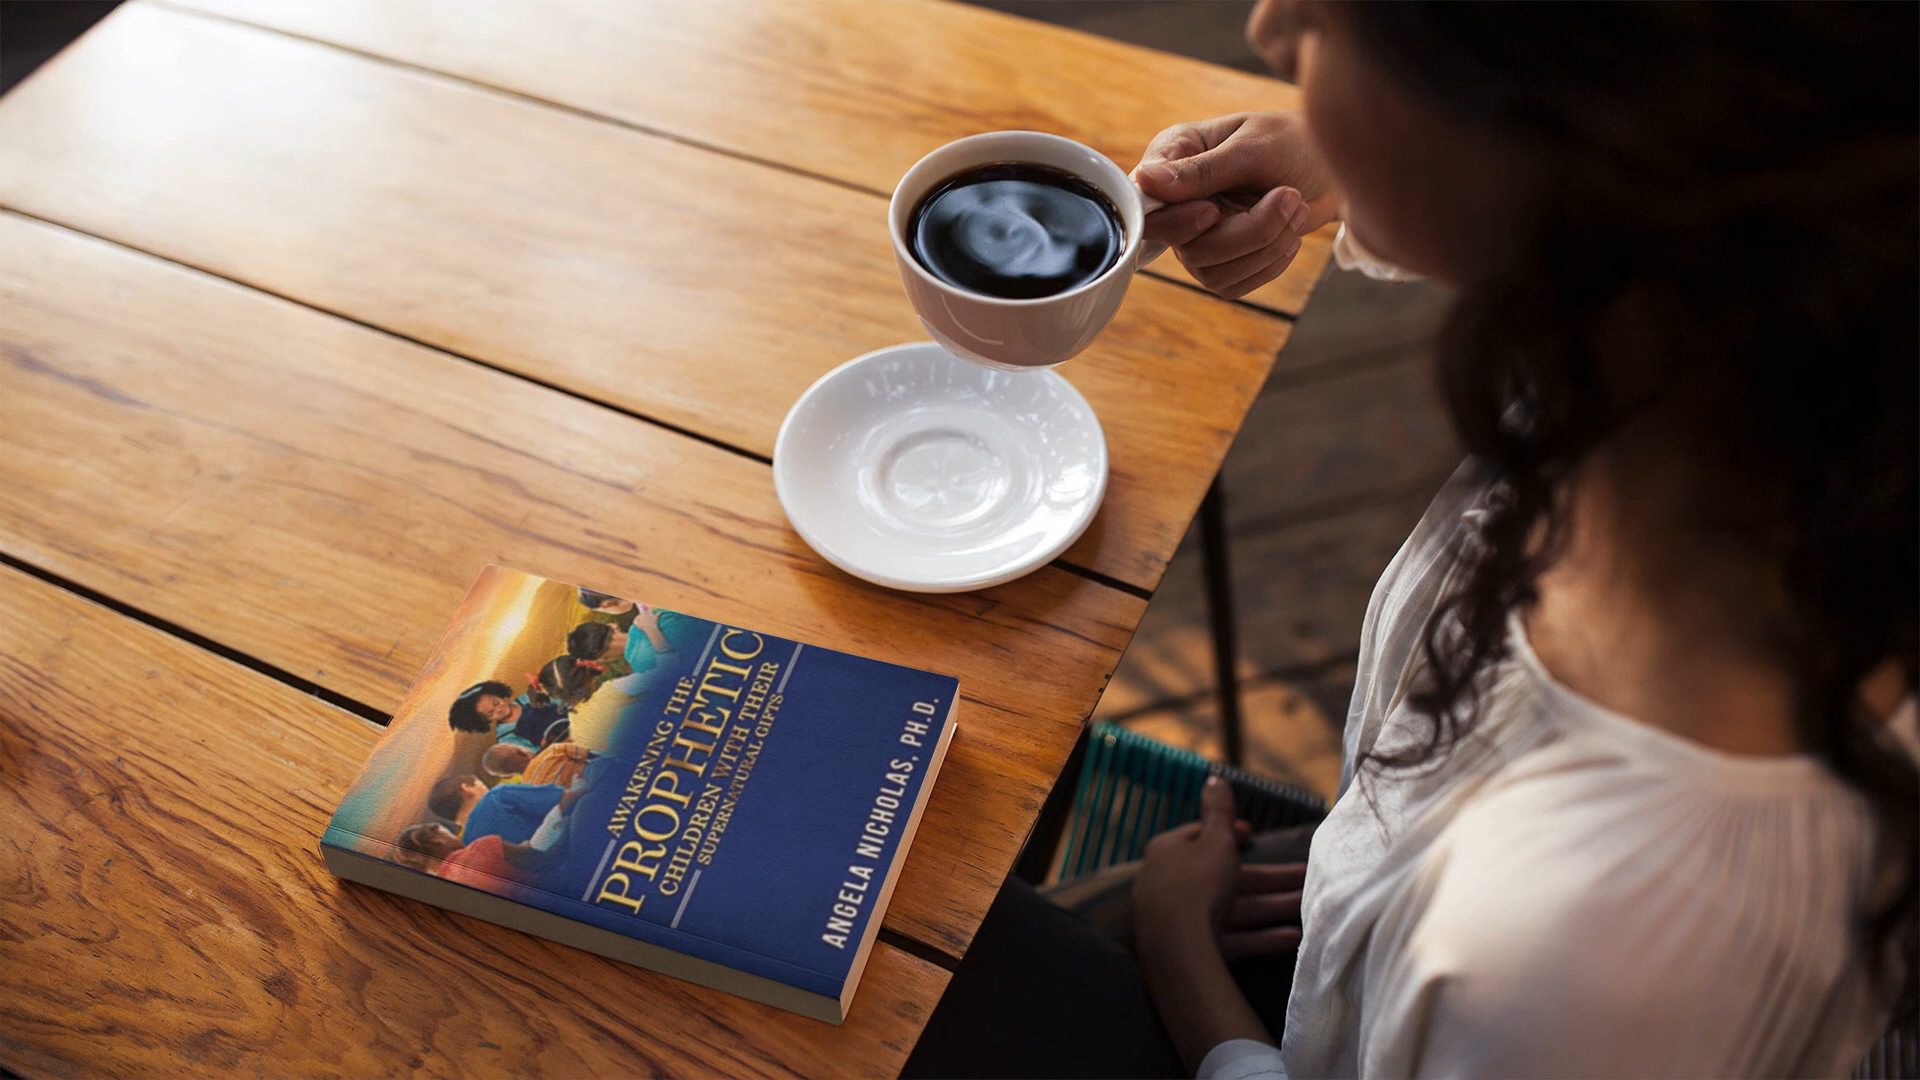 AWAKENING THE
PROPHETIC
CHILDREN WITH THEIR
SUPERNATURAL GIFTS
ANGELA NICHOLAS, PH.D.